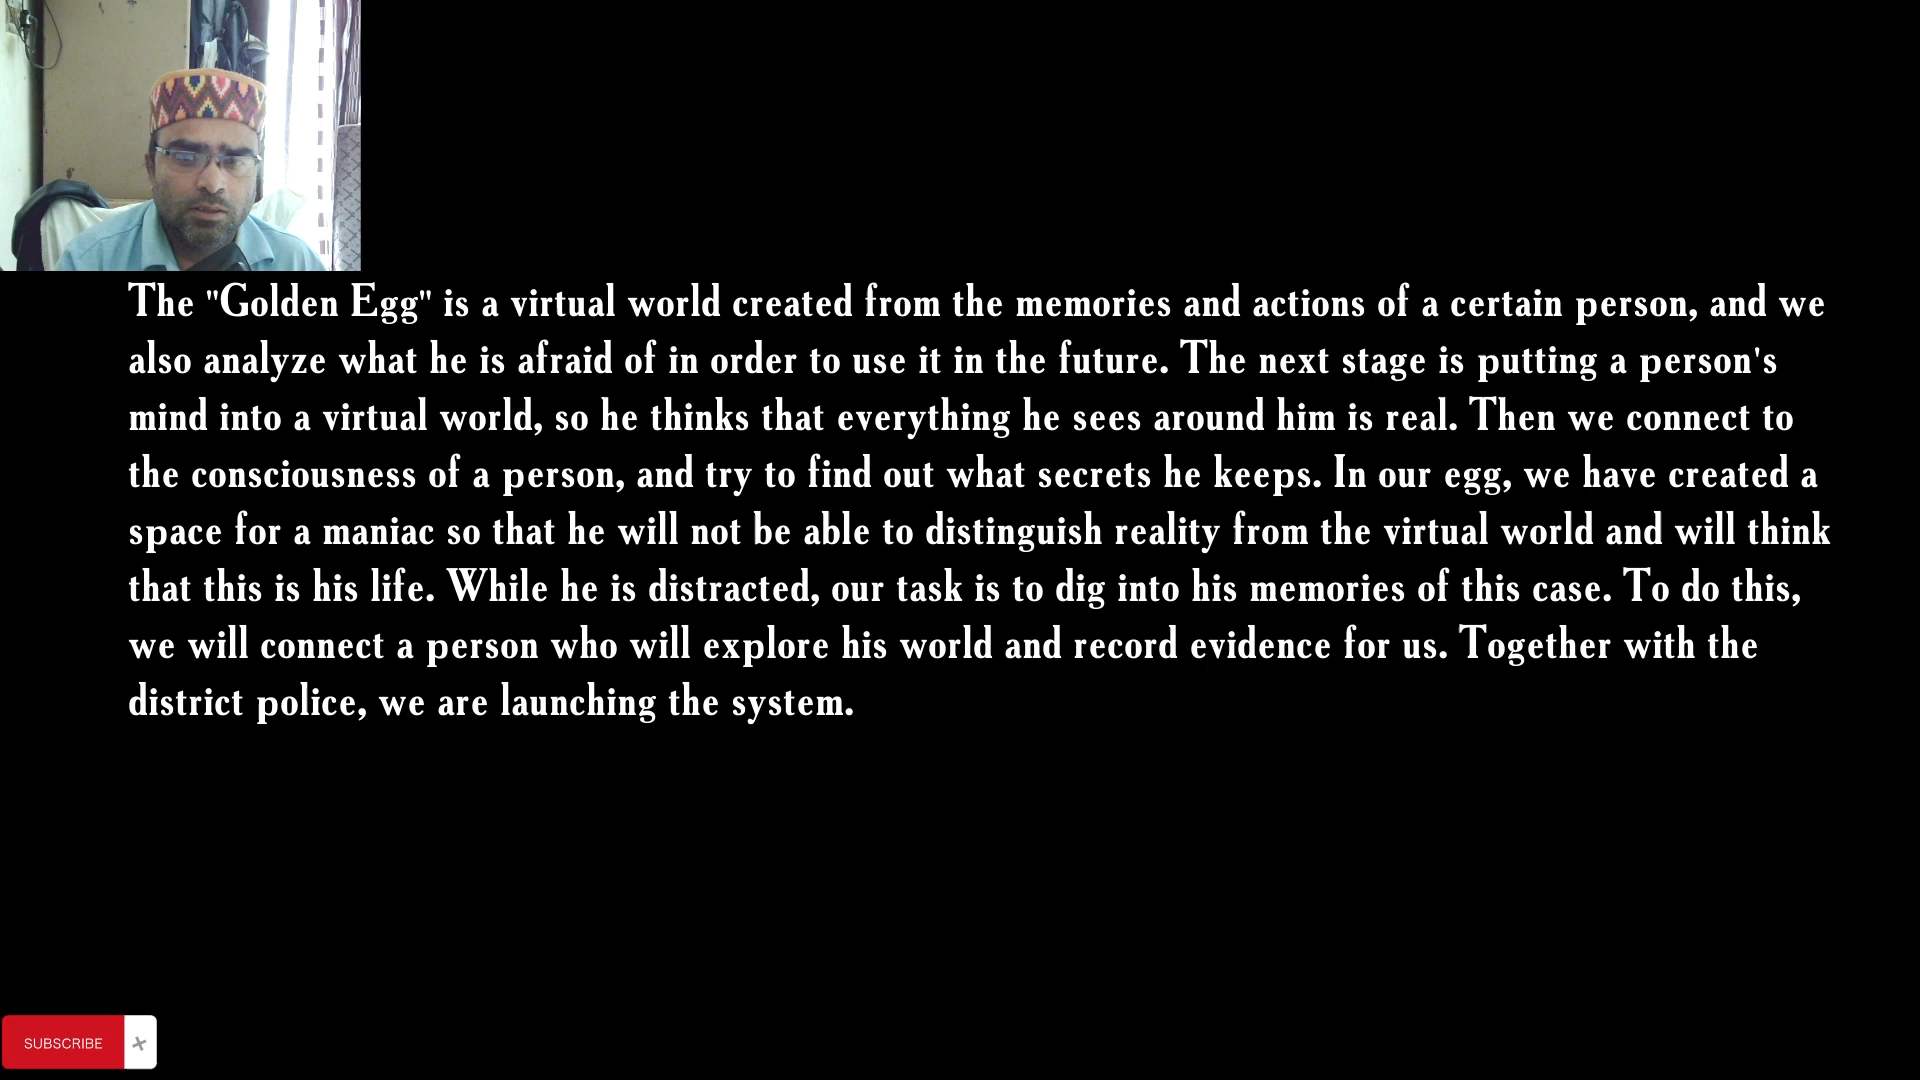 The "Golden Egg" is a virtual world created from the memories and actions of a certain person, and we
also analyze what he is afraid of in order to use it in the future. The next stage is putting a person's
mind into a virtual world, so he thinks that everything he sees around him is real. Then we connect to
the consciousness of a person, and try to find out what secrets he keeps. In our egg, we have created a
space for a maniac so that he will not be able to distinguish reality from the virtual world and will think
that this is his life. While he is distracted, our task is to dig into his memories of this case. To do this,
we will connect a person who will explore his world and record evidence for us. Together with the
district police, we are launching the system.
SUBSCRIBE